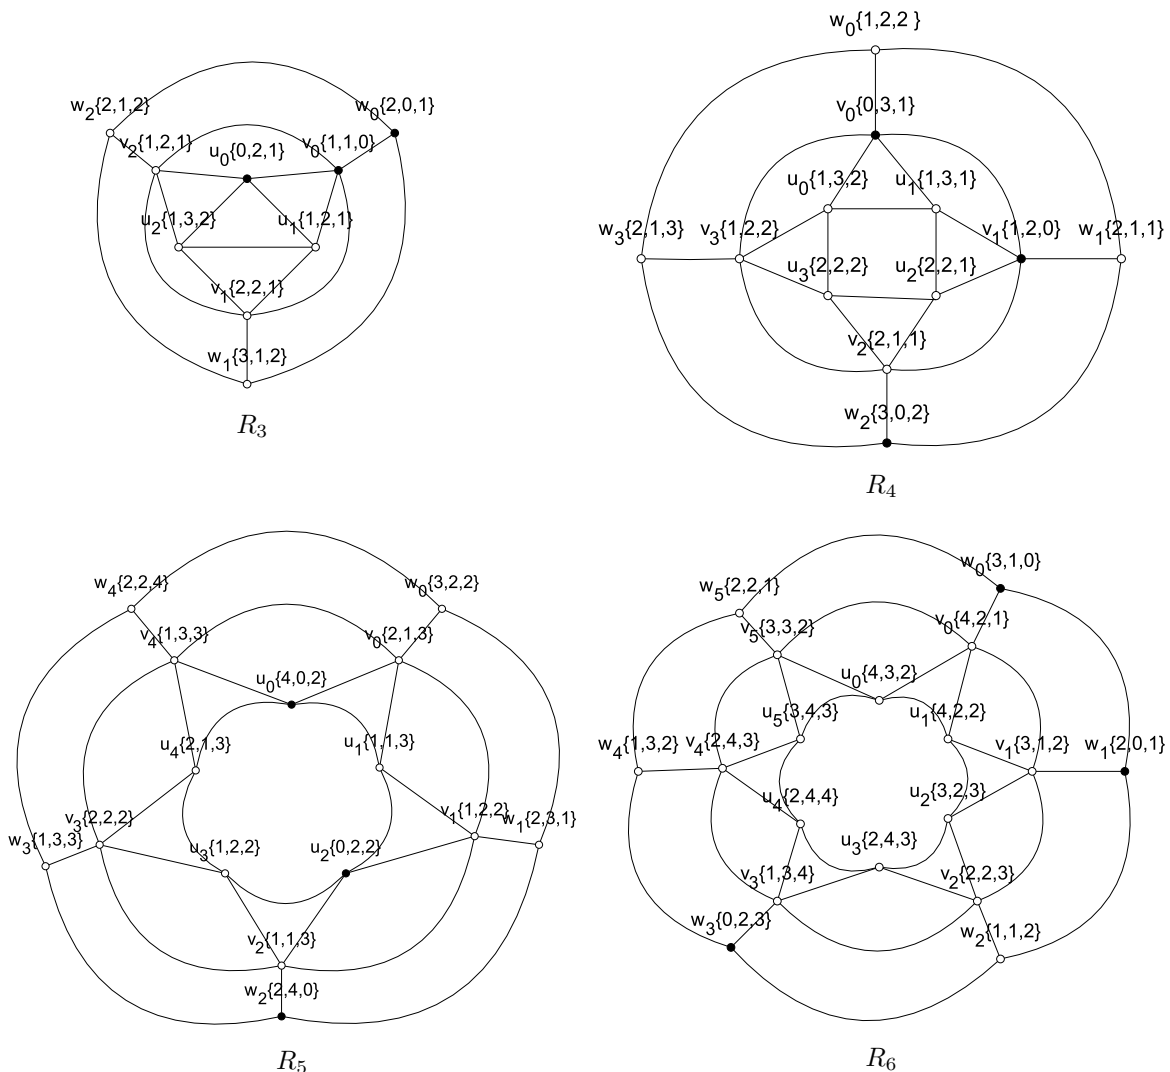 w0{1,2,2 }
w2{2,1,2}
w0{2,0,1}
v0{0,3,1}
v2{1,2,1}
u0{0,2,1}
v0{1,1,0}
u0{1,3,2}
u1{1,3,1}
u2{1,3,2}
u1{1,2,1}
w3{2,1,3}
v3{1,2,2}
v1{1,2,0}
w1{2,1,1}
u3{2,2,2}
u2{2,2,1}
v1{2,2,1}
v2{2,1,1}
w1{3,1,2}
w2{3,0,2}
R3
R4
w4{2,2,4}
w0{3,2,2}
v4{1,3,3}
v0{2,1,3}
u0{4,0,2}
u4{2,1,3}
u1{1,1,3}
v3{2,2,2}
v1{1,2,2}
w3{1,3,3}
w1{2,3,1}
u3{1,2,2}
u2{0,2,2}
v2{1,1,3}
w2{2,4,0}
R5
w0{3,1,0}
w5{2,2,1}
v0{4,2,1}
v5{3,3,2}
u0{4,3,2}
u5{3,4,3}
u1{4,2,2}
w4{1,3,2}
v4{2,4,3}
v1{3,1,2}
w1{2,0,1}
u4{2,4,4}
u2{3,2,3}
u3{2,4,3}
v3{1,3,4}
v2{2,2,3}
w3{0,2,3}
w2{1,1,2}
R6